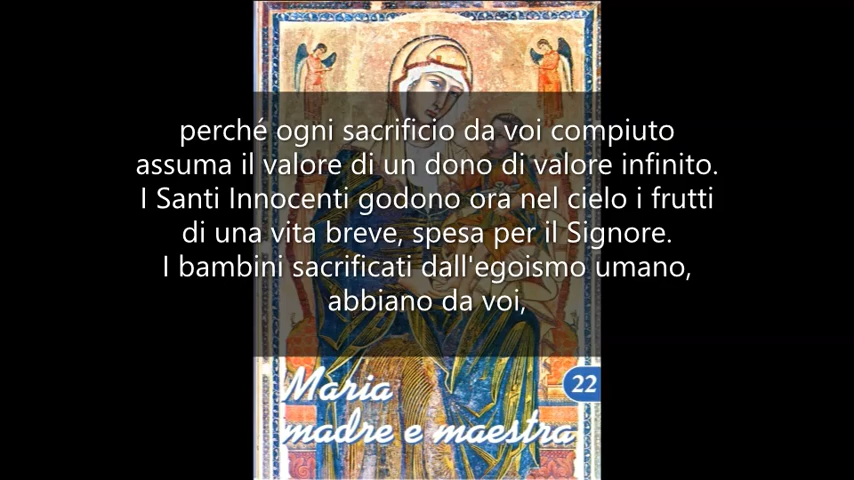 perché ogni sacrificio da voi compiuto
assuma il valore di un dono di valore infinito.
I Santi Innocenti godono ora nel cielo i frutti
di una vita breve, spesa per il Signore.
I bambini sacrificati dall'egoismo umano,
abbiano da voi,
22
Maria
madre e maestra